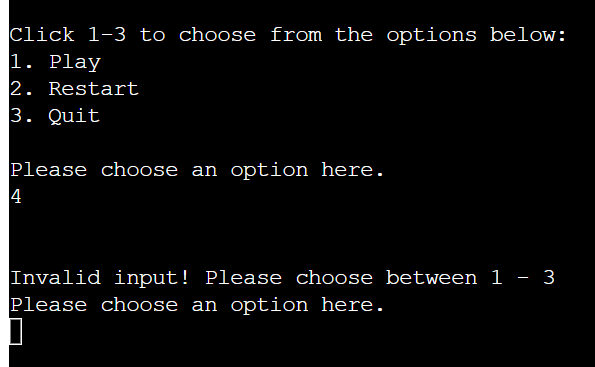 Click 1-3 to choose from the options below:
1. Play
2. Restart
3. Quit
Please choose an option here.
4
Invalid input! Please choose between 1 - 3
Please choose an option here.